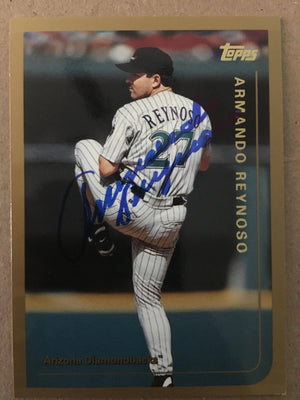 Topps
ARMANDO REYNOSO
REYNOSO
27
Arizona Diamondbacks